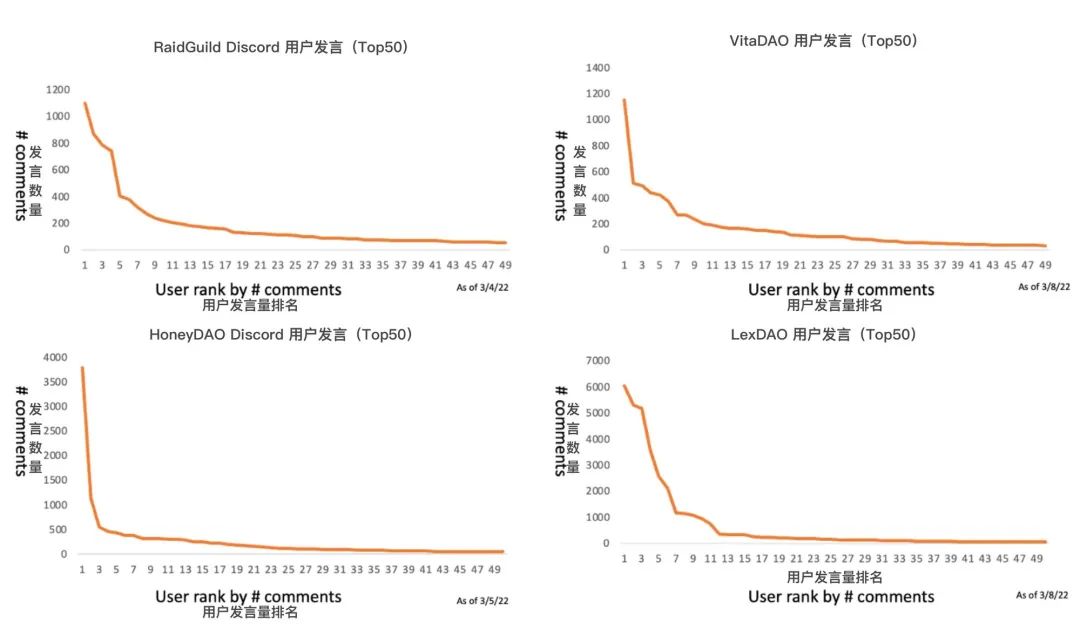 RaidGuild Discord 用户发言（Top50）
1200
1000
800
600
400
200
0
# comments
发言数量
1 3 5 7 9 11 13 15 17 19 21 23 25 27 29 31 33 35 37 39 41 43 45 47 49
User rank by # comments
用户发言量排名
As of 3/4/22
VitaDAO 用户发言（Top50）
1400
1200
1000
800
600
400
200
0
# comments
发言数量
1 3 5 7 9 11 13 15 17 19 21 23 25 27 29 31 33 35 37 39 41 43 45 47 49
User rank by # comments
用户发言量排名
As of 3/8/22
HoneyDAO Discord 用户发言（Top50）
4000
3500
3000
2500
2000
1500
1000
500
0
# comments
发言数量
1 3 5 7 9 11 13 15 17 19 21 23 25 27 29 31 33 35 37 39 41 43 45 47 49
User rank by # comments
用户发言量排名
As of 3/5/22
LexDAO 用户发言（Top50）
7000
6000
5000
4000
3000
2000
1000
0
# comments
发言数量
1 3 5 7 9 11 13 15 17 19 21 23 25 27 29 31 33 35 37 39 41 43 45 47 49
用户发言量排名
User rank by # comments
As of 3/8/22